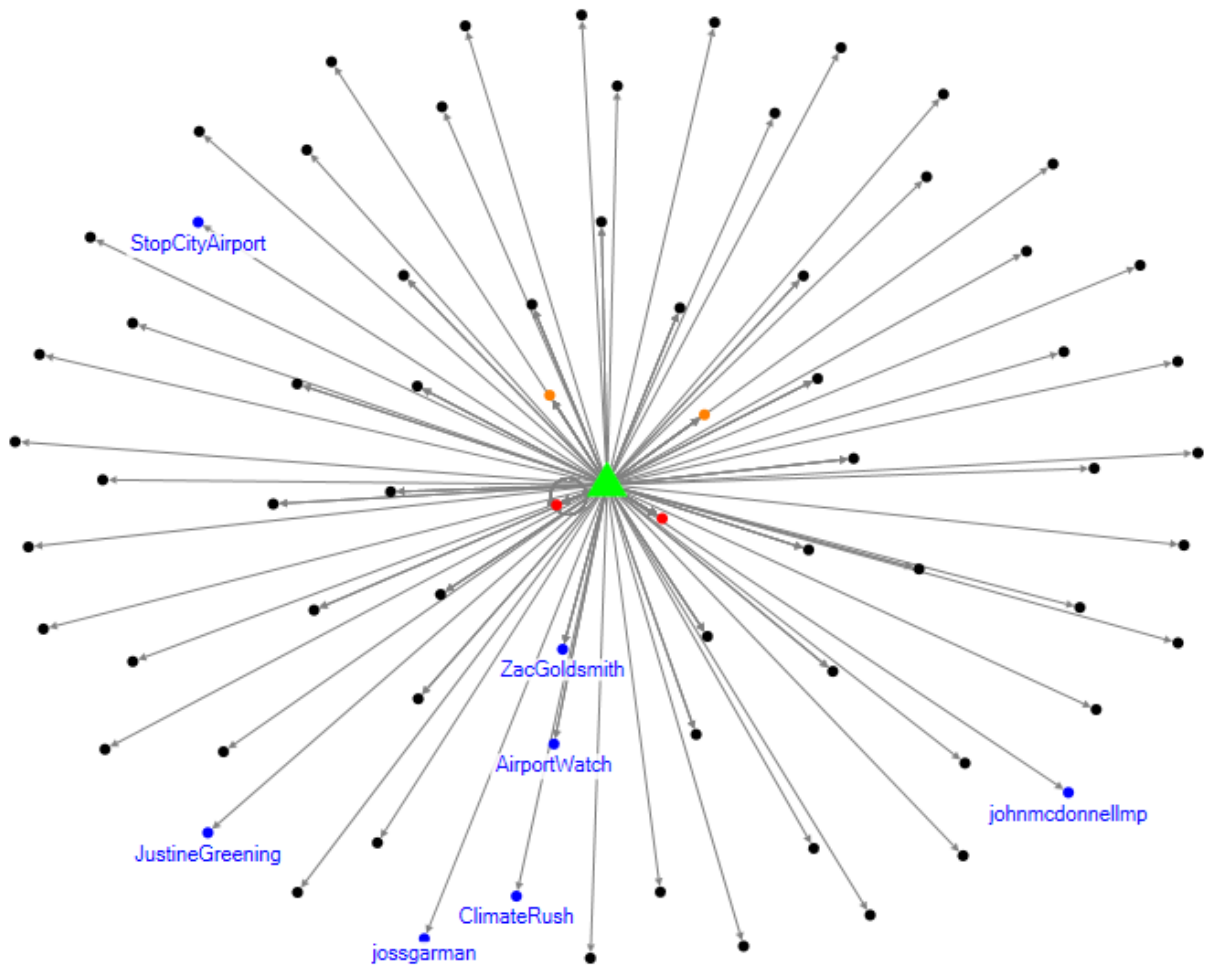 StopCityAirport
ZacGoldsmith
AirportWatch
johnmcdonnellmp
JustineGreening
ClimateRush
jossgarman